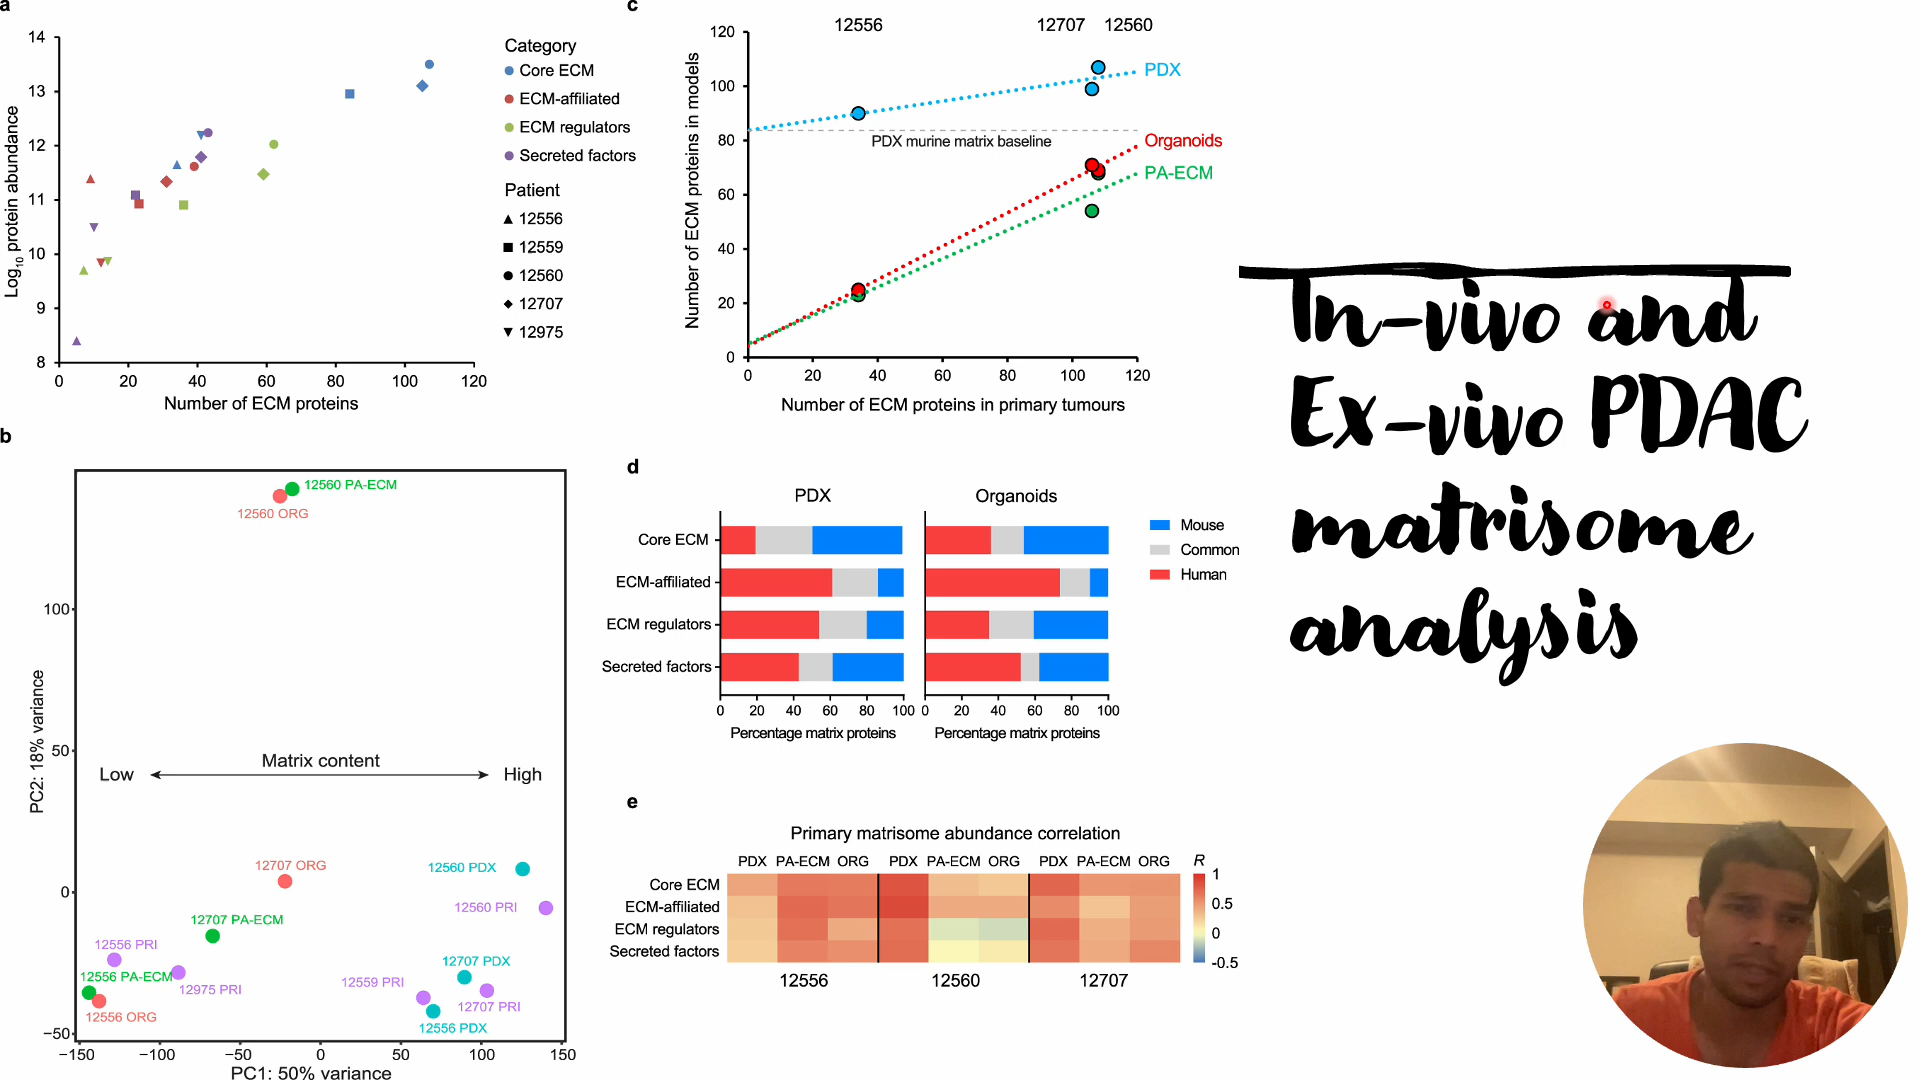 a
14
13
12
11
10
9
8
Log10 protein abundance
0 20 40 60 80 100 120
Number of ECM proteins
Category
Core ECM
ECM-affiliated
ECM regulators
Secreted factors
Patient
12556
12559
12560
12707
12975
b
100
50
0
−50
PC2: 18% variance
12560 PA-ECM
12560 ORG
Low
Matrix content
High
12707 ORG
12560 PDX
12560 PRI
12707 PA-ECM
12556 PRI
12556 PA-ECM
12975 PRI
12556 ORG
12707 PDX
12559 PRI
12707 PRI
12556 PDX
−150 −100 −50 0 50 100 150
PC1: 50% variance
c
12556 12707 12560
120
100
80
60
40
20
0
Number of ECM proteins in models
PDX
PDX murine matrix baseline
Organoids
PA-ECM
0 20 40 60 80 100 120
Number of ECM proteins in primary tumours
d
PDX Organoids
Core ECM
ECM-affiliated
ECM regulators
Secreted factors
0 20 40 60 80 100 0 20 40 60 80 100
Percentage matrix proteins Percentage matrix proteins
Mouse
Common
Human
e
Primary matrisome abundance correlation
PDX PA-ECM ORG PDX PA-ECM ORG PDX PA-ECM ORG R
Core ECM
ECM-affiliated
ECM regulators
Secreted factors
1
0.5
0
-0.5
12556 12560 12707
In-vivo and
Ex-vivo PDAC
matrisome
analysis